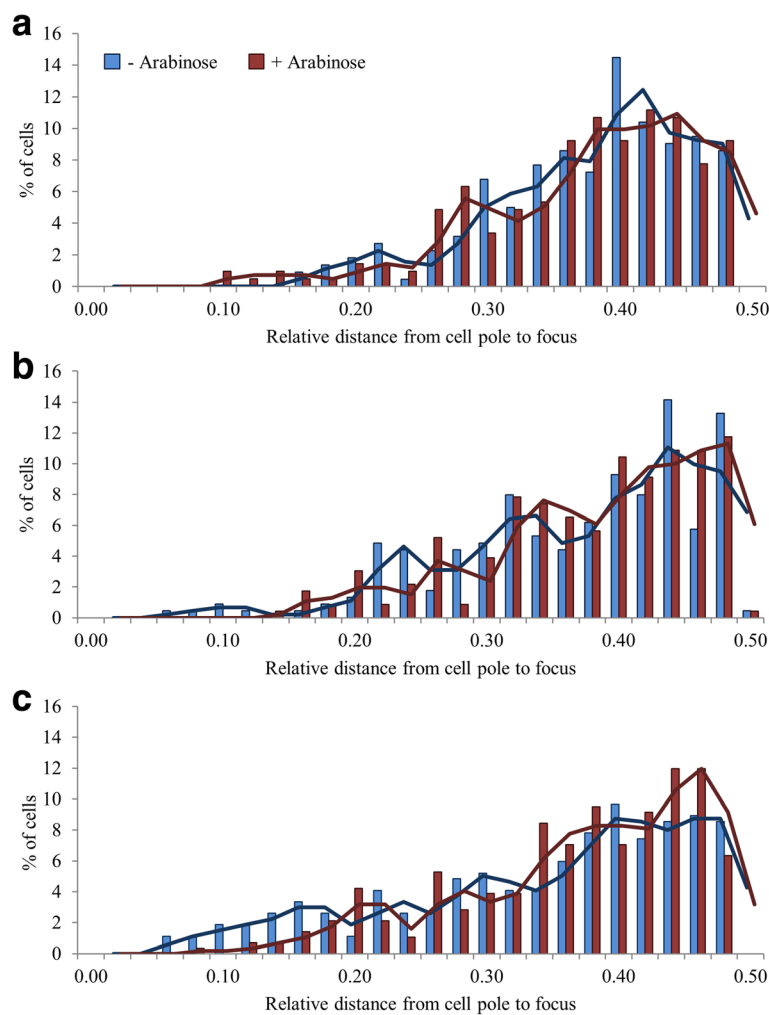 a
16
14
12
10
8
6
4
2
0
% of cells
- Arabinose + Arabinose
0.00 0.10 0.20 0.30 0.40 0.50
Relative distance from cell pole to focus
b
16
14
12
10
8
6
4
2
0
% of cells
0.00 0.10 0.20 0.30 0.40 0.50
Relative distance from cell pole to focus
c
16
14
12
10
8
6
4
2
0
% of cells
0.00 0.10 0.20 0.30 0.40 0.50
Relative distance from cell pole to focus